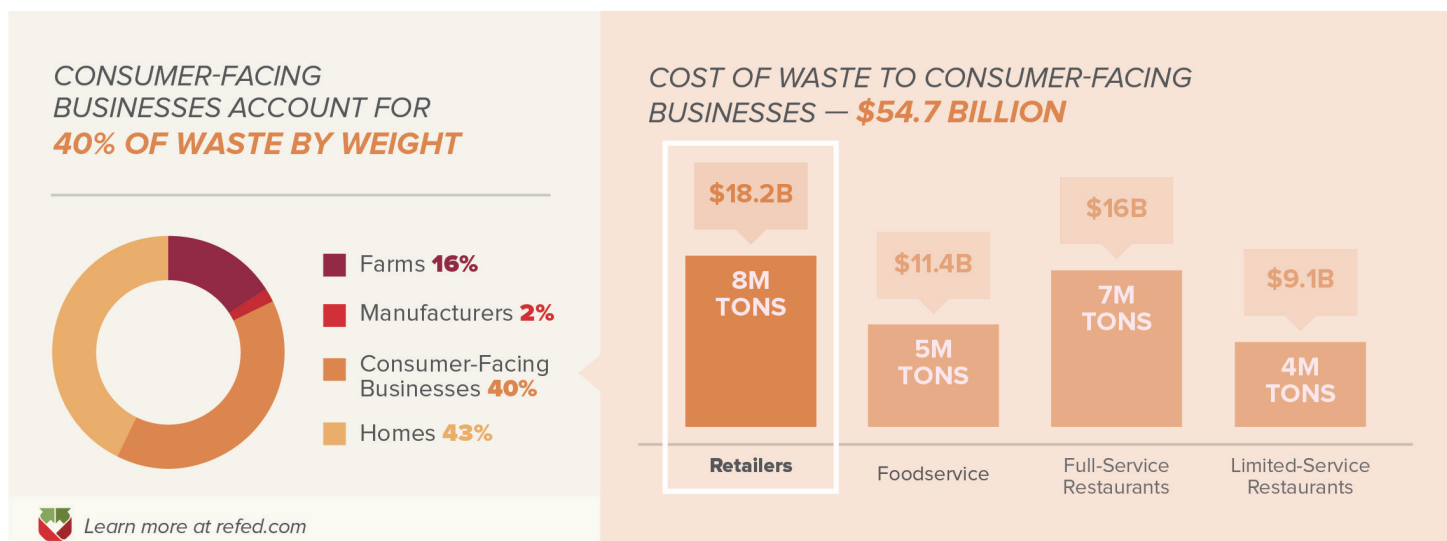 CONSUMER-FACING
BUSINESSES ACCOUNT FOR
40% OF WASTE BY WEIGHT
Farms 16%
Manufacturers 2%
Consumer-Facing
Businesses 40%
Homes 43%
Learn more at refed.com
COST OF WASTE TO CONSUMER-FACING
BUSINESSES — $54.7 BILLION
$18.2B
8M
TONS
Retailers
$11.4B
5M
TONS
Foodservice
$16B
7M
TONS
Full-Service
Restaurants
$9.1B
4M
TONS
Limited-Service
Restaurants